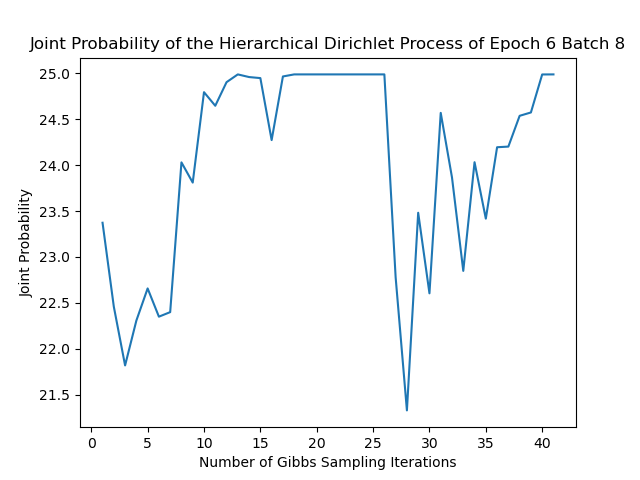 Joint Probability of the Hierarchical Dirichlet Process of Epoch 6 Batch 8
25.0
24.5
24.0
23.5
23.0
22.5
22.0
21.5
Joint Probability
0 5 10 15 20 25 30 35 40
Number of Gibbs Sampling Iterations